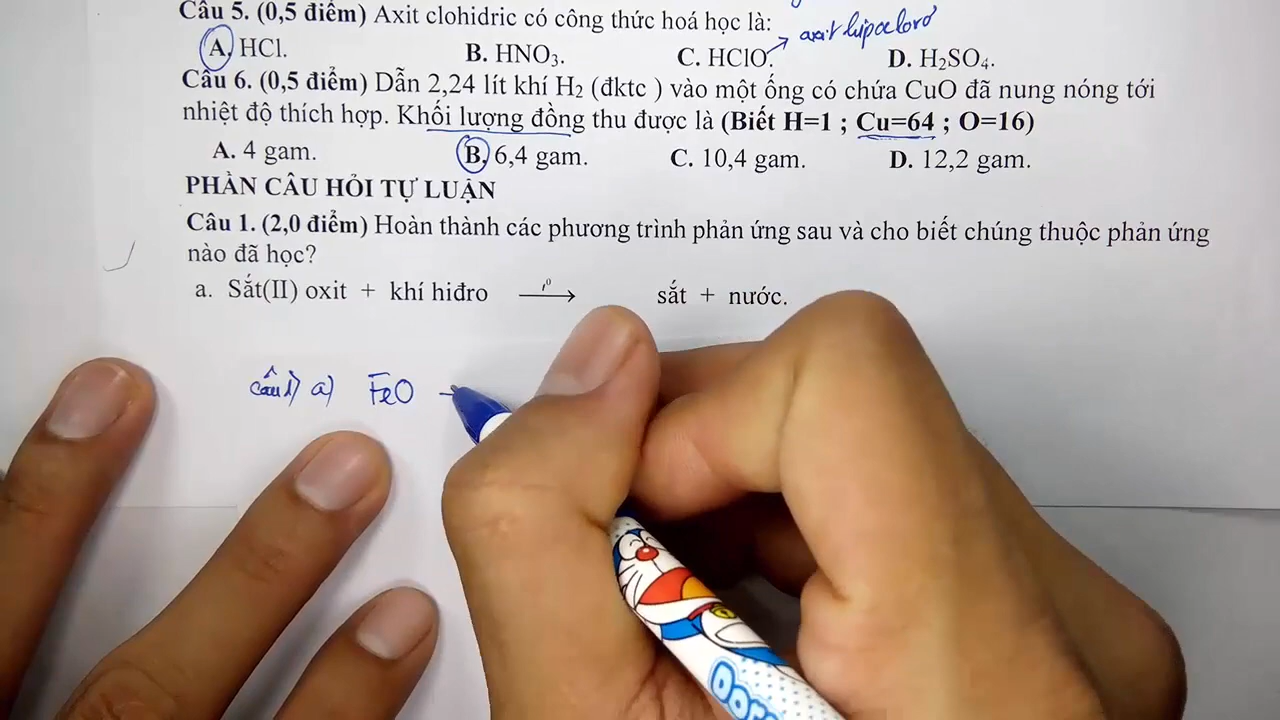 Câu 5. (0,5 điểm) Axit clohidric có công thức hoá học là:
axit hipoclorơ
A. HCl. B. HNO₃. C. HClO. D. H₂SO₄.
Câu 6. (0,5 điểm) Dẫn 2,24 lít khí H₂ (đktc ) vào một ống có chứa CuO đã nung nóng tới
nhiệt độ thích hợp. Khối lượng đồng thu được là (Biết H=1 ; Cu=64 ; O=16)
A. 4 gam. B. 6,4 gam. C. 10,4 gam. D. 12,2 gam.
PHẦN CÂU HỎI TỰ LUẬN
Câu 1. (2,0 điểm) Hoàn thành các phương trình phản ứng sau và cho biết chúng thuộc phản ứng
nào đã học?
a. Sắt(II) oxit + khí hiđro t⁰ → sắt + nước.
Câu 1) a) FeO